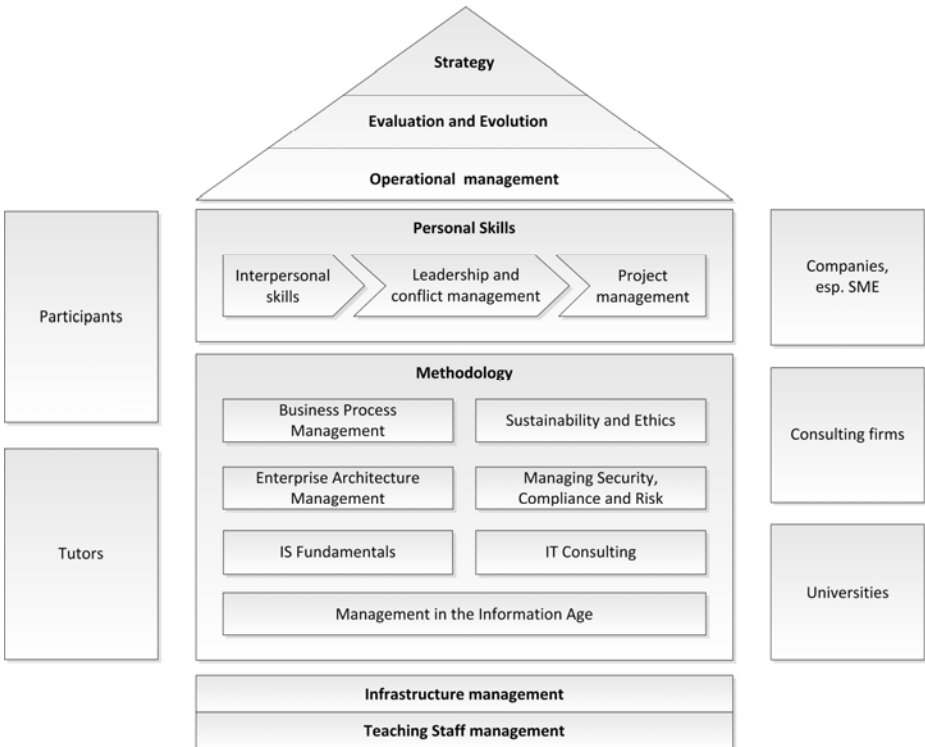 Strategy
Evaluation and Evolution
Operational management
Participants
Tutors
Personal Skills
Interpersonal
skills
Leadership and
conflict management
Project
management
Methodology
Business Process
Management
Sustainability and Ethics
Enterprise Architecture
Management
Managing Security,
Compliance and Risk
IS Fundamentals
IT Consulting
Management in the Information Age
Infrastructure management
Teaching Staff management
Companies,
esp. SME
Consulting firms
Universities